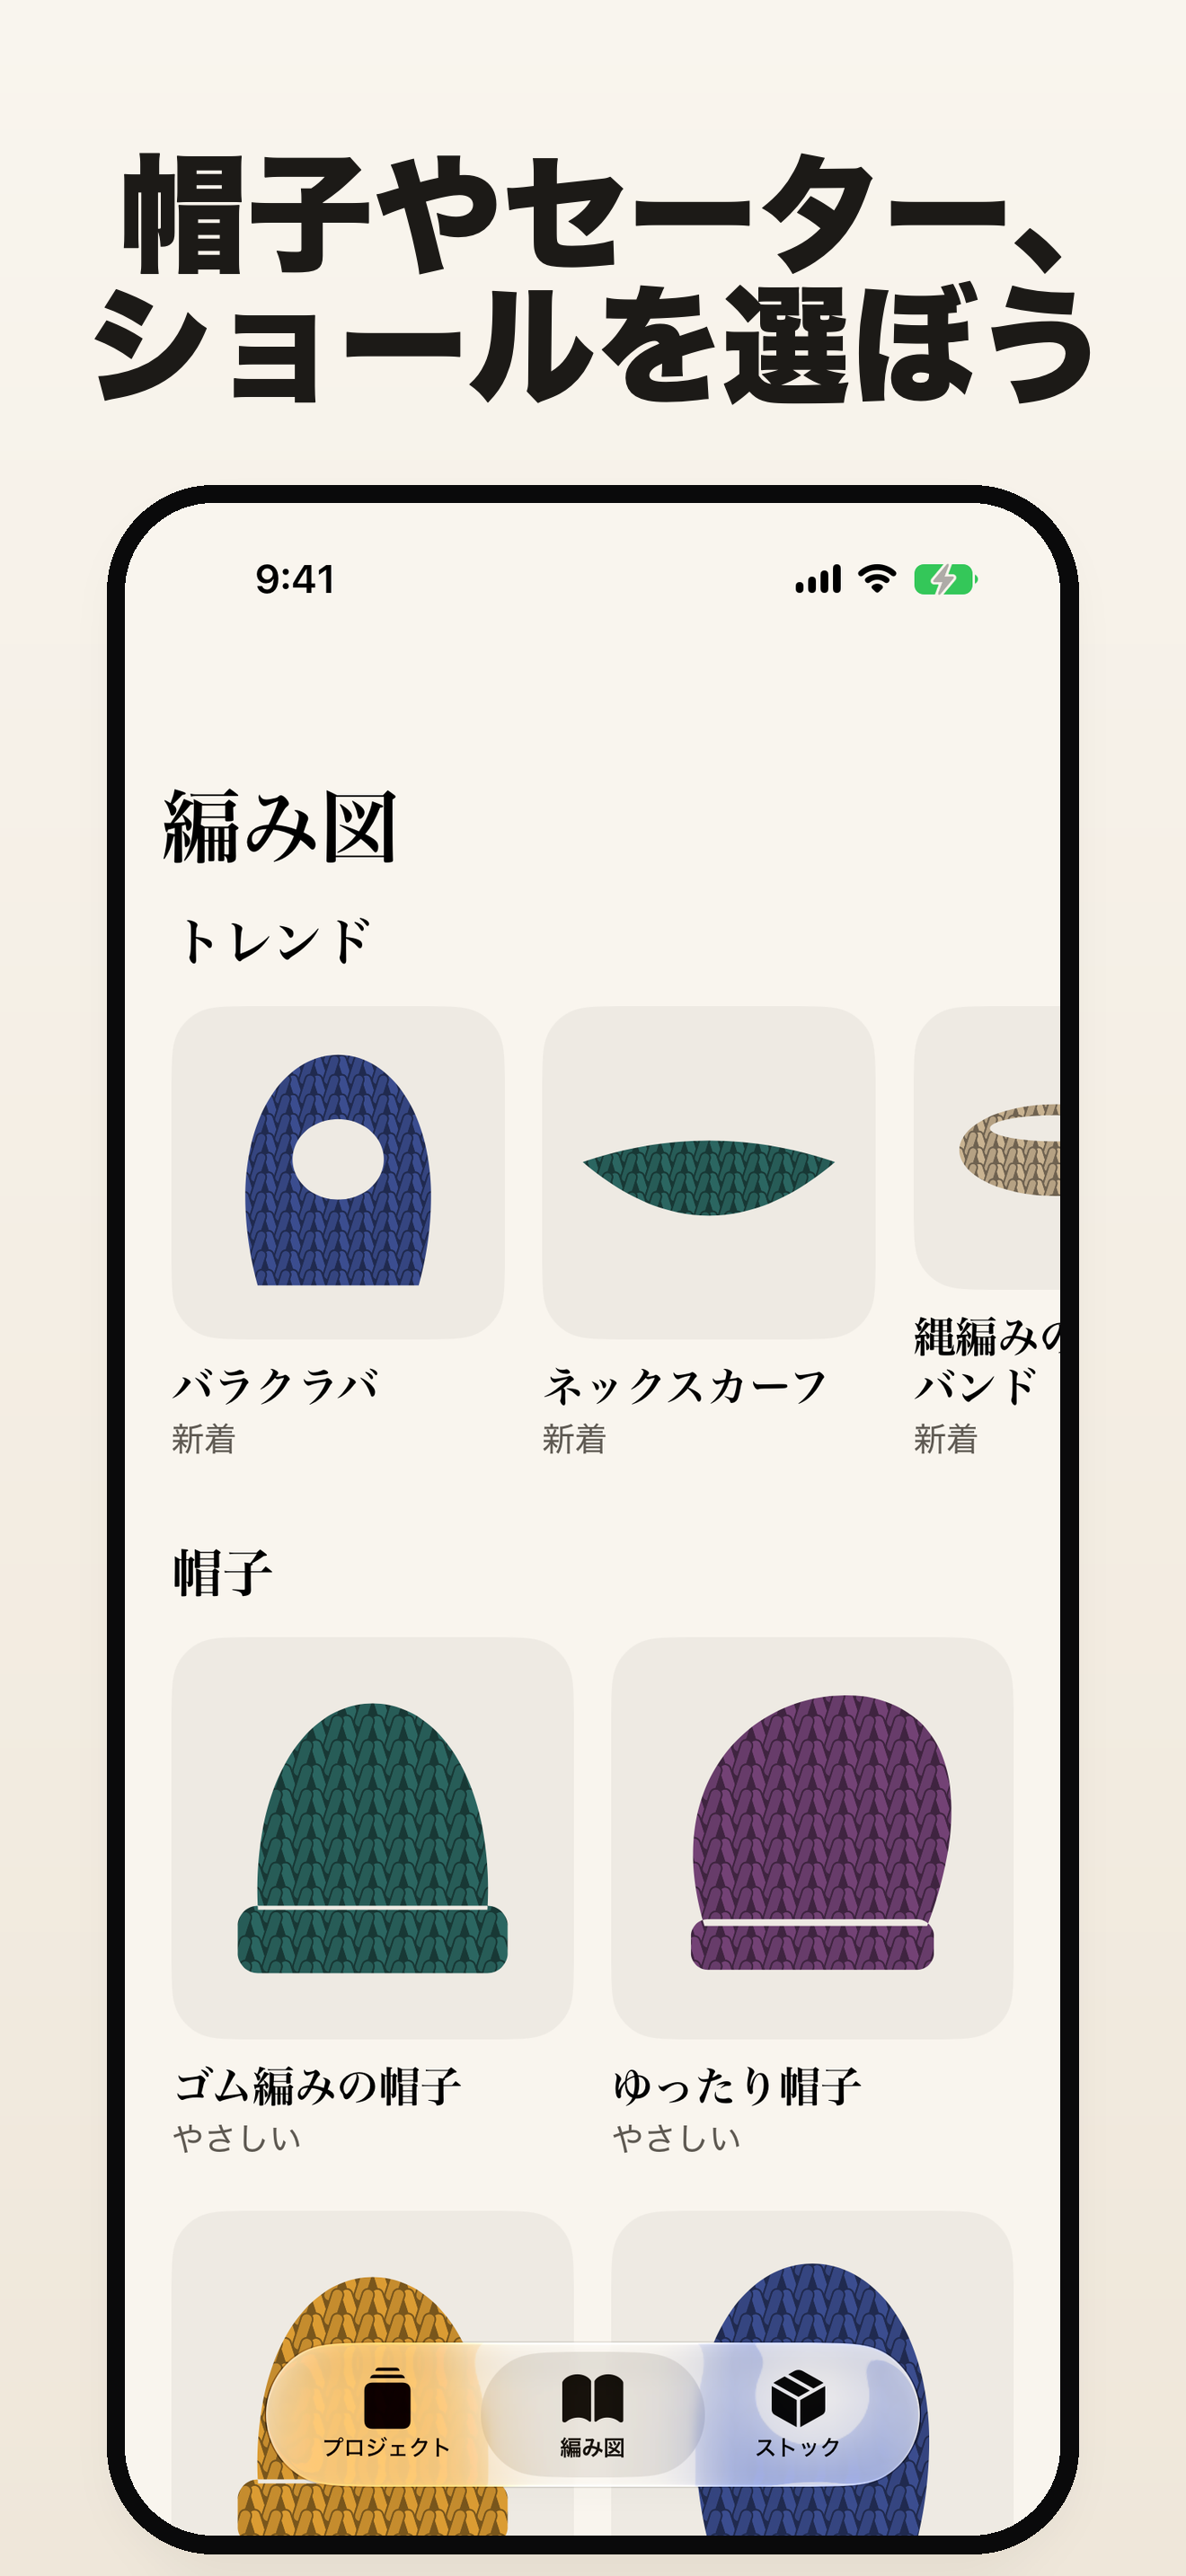 帽子やセーター、
ショールを選ぼう
9:41
編み図
トレンド
バラクラバ
新着
ネックスカーフ
新着
縄編みの
バンド
新着
帽子
ゴム編みの帽子
やさしい
ゆったり帽子
やさしい
プロジェクト
編み図
ストック